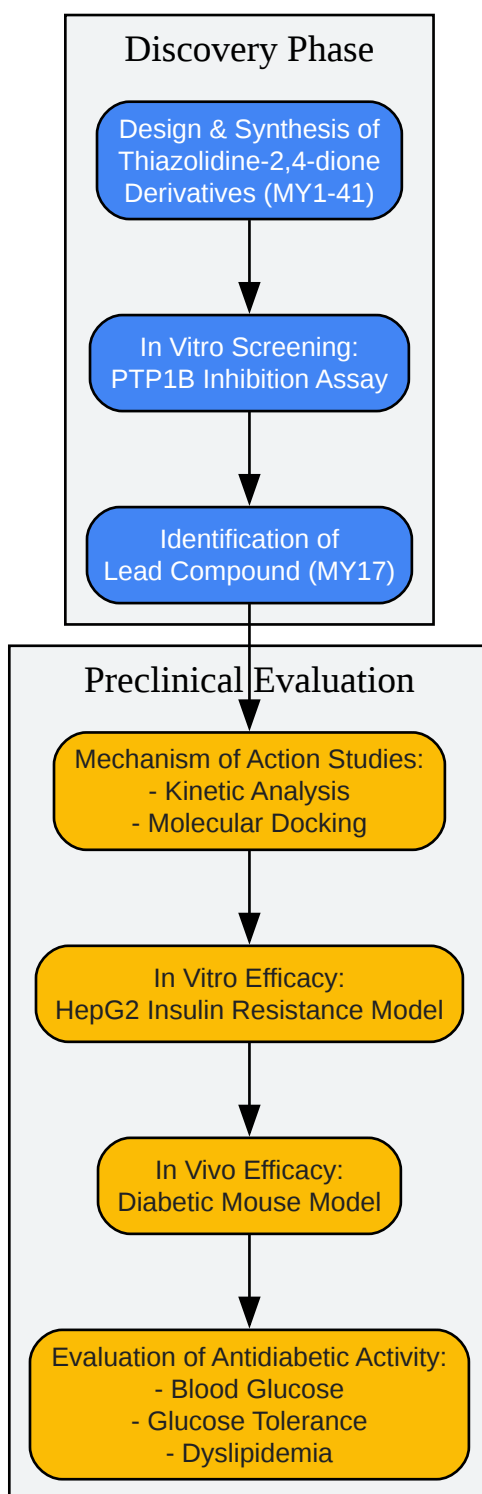 Discovery Phase
Design & Synthesis of
Thiazolidine-2,4-dione
Derivatives (MY1-41)
In Vitro Screening:
PTP1B Inhibition Assay
Identification of
Lead Compound (MY17)
Preclinical Evaluation
Mechanism of Action Studies:
- Kinetic Analysis
- Molecular Docking
In Vitro Efficacy:
HepG2 Insulin Resistance Model
In Vivo Efficacy:
Diabetic Mouse Model
Evaluation of Antidiabetic Activity:
- Blood Glucose
- Glucose Tolerance
- Dyslipidemia